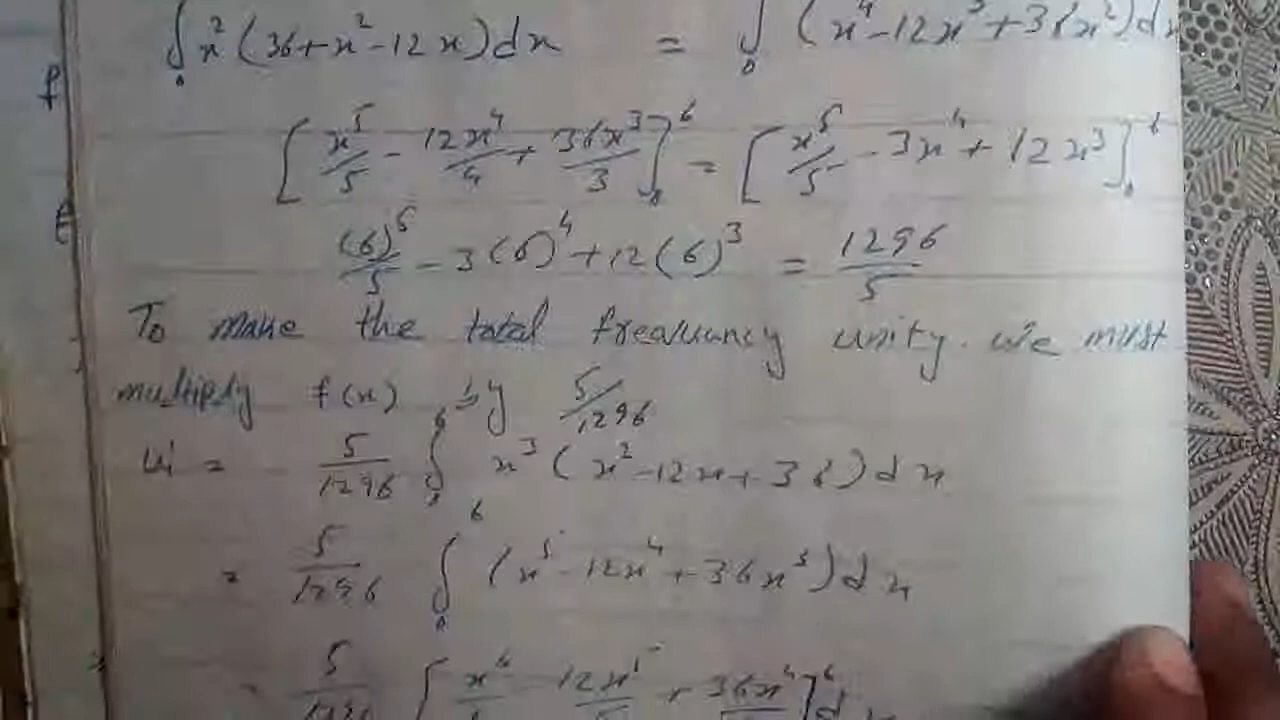 ∫₀ x²(36+x²-12x)dx = ∫₀ (x⁴-12x³+36x²)dx
[x⁵/5 - 12x⁴/4 + 36x³/3]₀⁶ = [x⁵/5 - 3x⁴ + 12x³]₀⁶
(6)⁵/5 - 3(6)⁴ + 12(6)³ = 1296/5
To make the total frequency unity. We must
multiply f(x) by 5/1296
= 5/1296 ∫₀⁶ x³(x²-12x+36)dx
= 5/1296 ∫₀⁶ (x⁵-12x⁴+36x³)dx